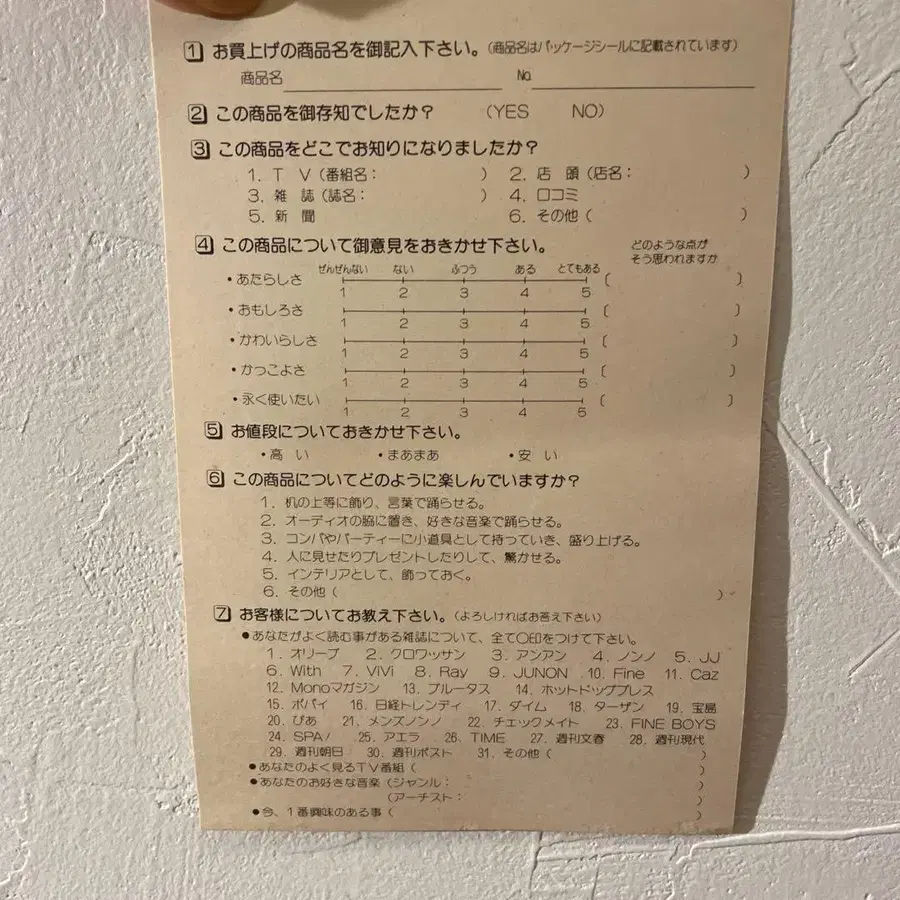 1 お買上げの商品名を御記入下さい。(商品名はパッケージシールに記載されています)
商品名 No.
2 この商品を御存知でしたか? (YES NO)
3 この商品をどこでお知りになりましたか?
1. TV(番組名: ) 2. 店 頭(店名: )
3. 雑 誌(誌名: ) 4. 口コミ
5. 新 聞 6. その他( )
4 この商品について御意見をおきかせ下さい。 どのような点が
そう思われますか
ぜんぜんない ない ふつう ある とてもある
・あたらしさ 1 2 3 4 5 〔 〕
・おもしろさ 1 2 3 4 5 〔 〕
・かわいらしさ 1 2 3 4 5 〔 〕
・かっこよさ 1 2 3 4 5 〔 〕
・永く使いたい 1 2 3 4 5 〔 〕
5 お値段についておきかせ下さい。
・高 い ・まあまあ ・安 い
6 この商品についてどのように楽しんでいますか?
1. 机の上等に飾り、言葉で踊らせる。
2. オーディオの脇に置き、好きな音楽で踊らせる。
3. コンパやパーティーに小道具として持っていき、盛り上げる。
4. 人に見せたりプレゼントしたりして、驚かせる。
5. インテリアとして、飾っておく。
6. その他( )
7 お客様についてお教え下さい。(よろしければお答え下さい)
●あなたがよく読む事がある雑誌について、全て○印をつけて下さい。
1. オリーブ 2. クロワッサン 3. アンアン 4. ノンノ 5. JJ
6. With 7. ViVi 8. Ray 9. JUNON 10. Fine 11. Caz
12. Monoマガジン 13. ブルータス 14. ホットドッグプレス
15. ポパイ 16. 日経トレンディ 17. ダイム 18. ターザン 19. 宝島
20. ぴあ 21. メンズノンノ 22. チェックメイト 23. FINE BOYS
24. SPA! 25. アエラ 26. TIME 27. 週刊文春 28. 週刊現代
29. 週刊朝日 30. 週刊ポスト 31. その他( )
●あなたのよく見るTV番組( )
●あなたのお好きな音楽(ジャンル: )
(アーチスト: )
●今、1番興味のある事( )